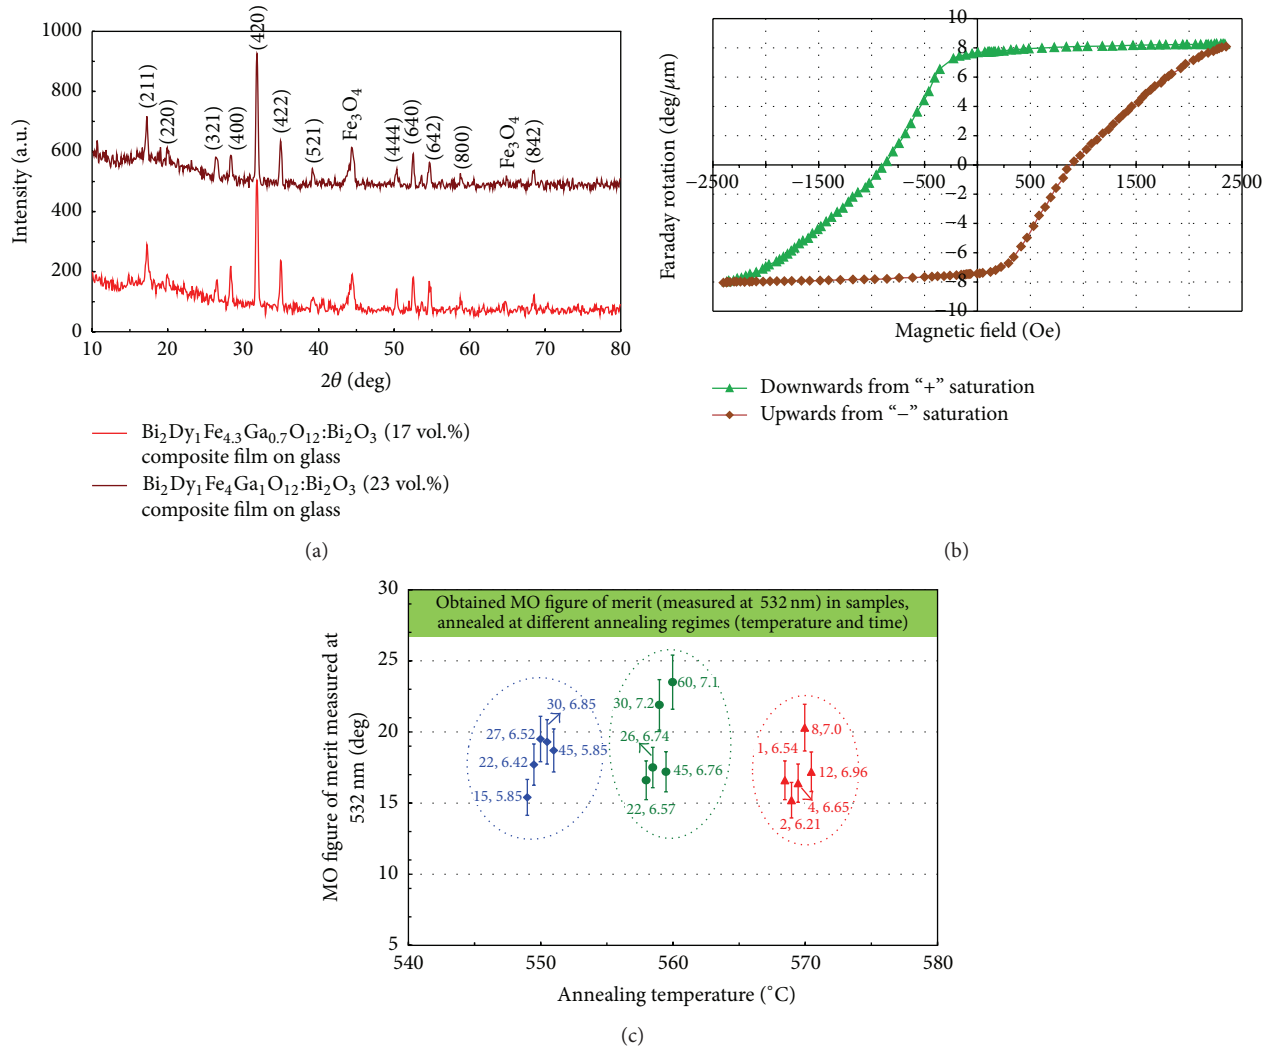 1000
800
600
400
200
0
10 20 30 40 50 60 70 80
Intensity (a.u.)
2θ (deg)
(211)
(220)
(321)
(400)
(420)
(422)
(521)
Fe3O4
(444)
(640)
(642)
(800)
Fe3O4
(842)
Bi2Dy1Fe4.3Ga0.7O12:Bi2O3 (17 vol.%)
composite film on glass
Bi2Dy1Fe4Ga1O12:Bi2O3 (23 vol.%)
composite film on glass
(a)
10
8
6
4
2
0
−2
−4
−6
−8
−10
−2500 −1500 −500 500 1500 2500
Faraday rotation (deg/μm)
Magnetic field (Oe)
Downwards from “+” saturation
Upwards from “−” saturation
(b)
30
25
20
15
10
5
540 550 560 570 580
MO figure of merit measured at
532 nm (deg)
Annealing temperature (°C)
Obtained MO figure of merit (measured at 532 nm) in samples,
annealed at different annealing regimes (temperature and time)
30, 6.85
27, 6.52
45, 5.85
22, 6.42
15, 5.85
60, 7.1
30, 7.2
26, 6.74
45, 6.76
22, 6.57
8,7.0
1, 6.54
12, 6.96
4, 6.65
2, 6.21
(c)